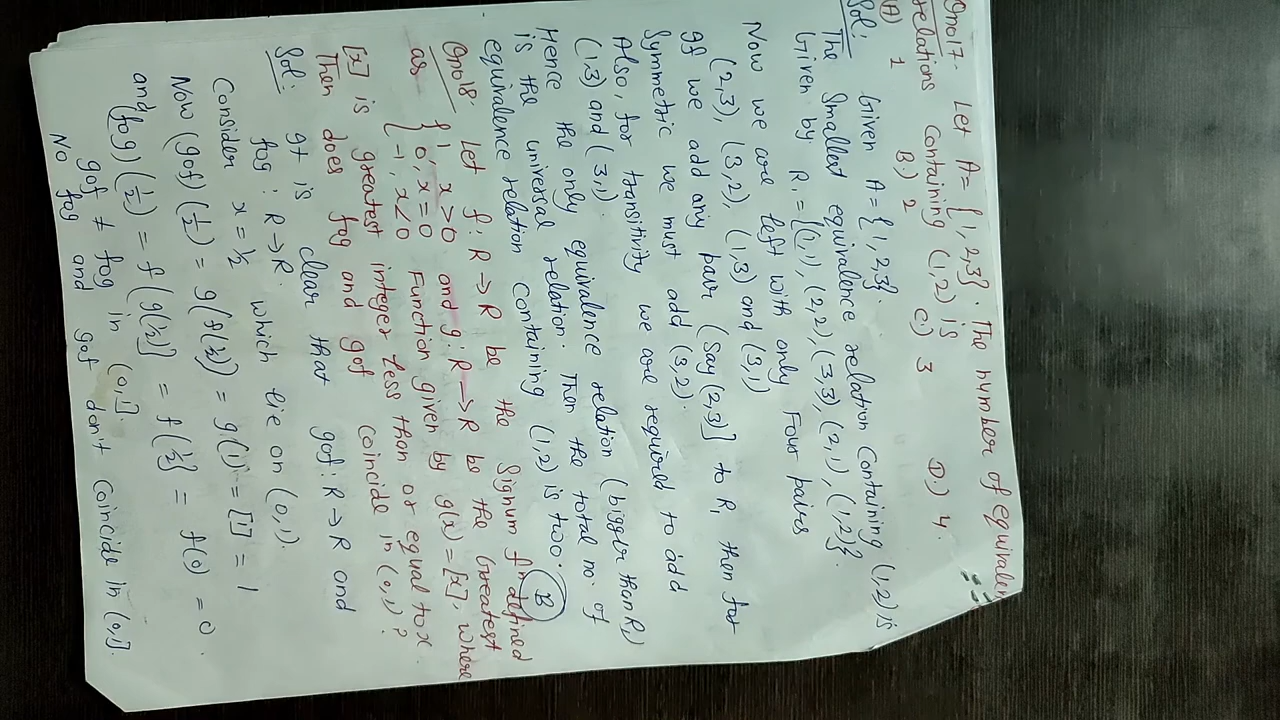 Qno17. Let A = {1,2,3}. The number of equivalen
relations containing (1,2) is
(A) 1 B.) 2 C.) 3 D.) 4.
Sol: Given A = {1,2,3}.
The Smallest equivalence relation Containing (1,2) is
Given by R₁ = {(1,1), (2,2), (3,3), (2,1), (1,2)}.
Now we are left with only Four pairs
(2,3), (3,2), (1,3) and (3,1)
If we add any pair (Say (2,3)] to R₁ then for
Symmetric we must add (3,2).
Also, for transitivity we are required to add
(1,3) and (3,1).
Hence the only equivalence relation (bigger than R₁)
is the universal relation. Then the total no. of
equivalence relation containing (1,2) is two. (B)
Qno18. Let f: R → R be the Signum fn defined
as { 1, x > 0
0, x = 0
-1, x < 0 and g: R → R be the Greatest
integer Function given by g(x) = [x], where
[x] is greatest integer less than or equal to x.
Then does fog and gof coincide in (0,1)?
Sol: It is clear that gof: R → R and
fog: R → R.
Consider x = 1/2 which lie on (0,1).
Now (gof)(1/2) = g(f(1/2)) = g(1) = [1] = 1
and (fog)(1/2) = f[g(1/2)] = f(1/2) = f(0) = 0.
gof ≠ fog in (0,1].
No fog and gof don't coincide in (0,1].